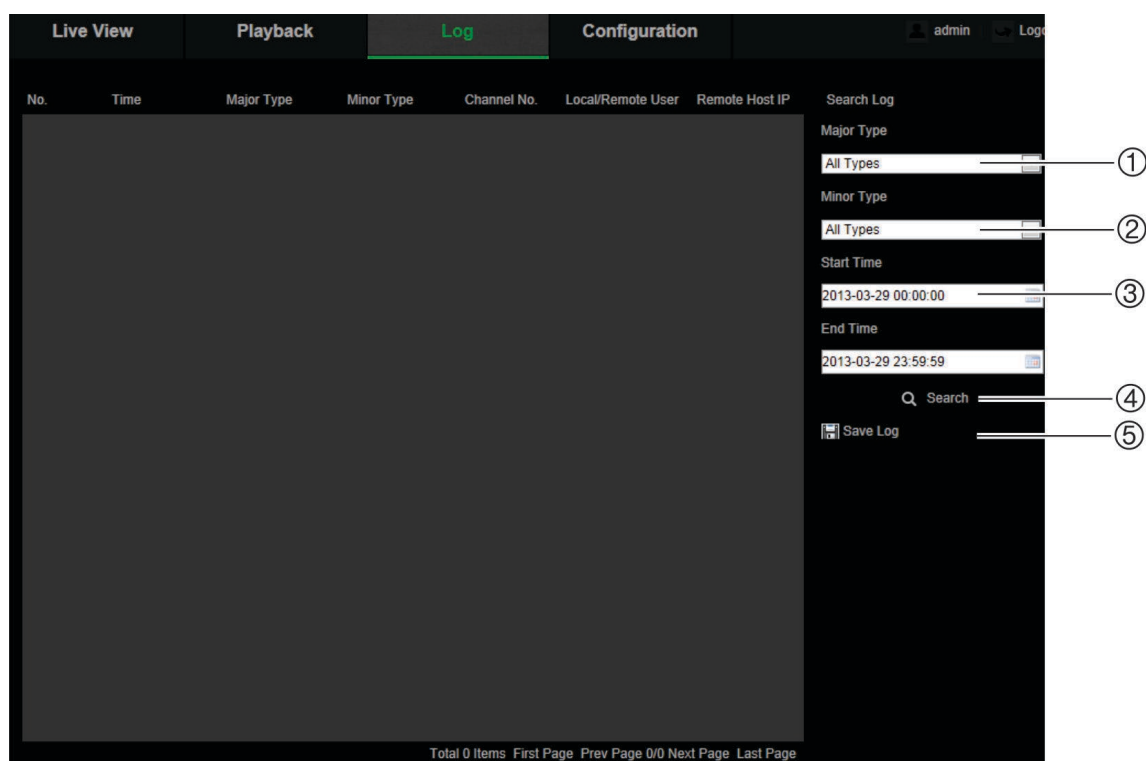 Live View Playback Log Configuration admin
No. Time Major Type Minor Type Channel No. Local/Remote User Remote Host IP Search Log
Major Type
All Types ①
Minor Type
All Types ②
Start Time
2013-03-29 00:00:00 ③
End Time
2013-03-29 23:59:59
Search ④
Save Log ⑤
Total 0 Items First Page Prev Page 0/0 Next Page Last Page